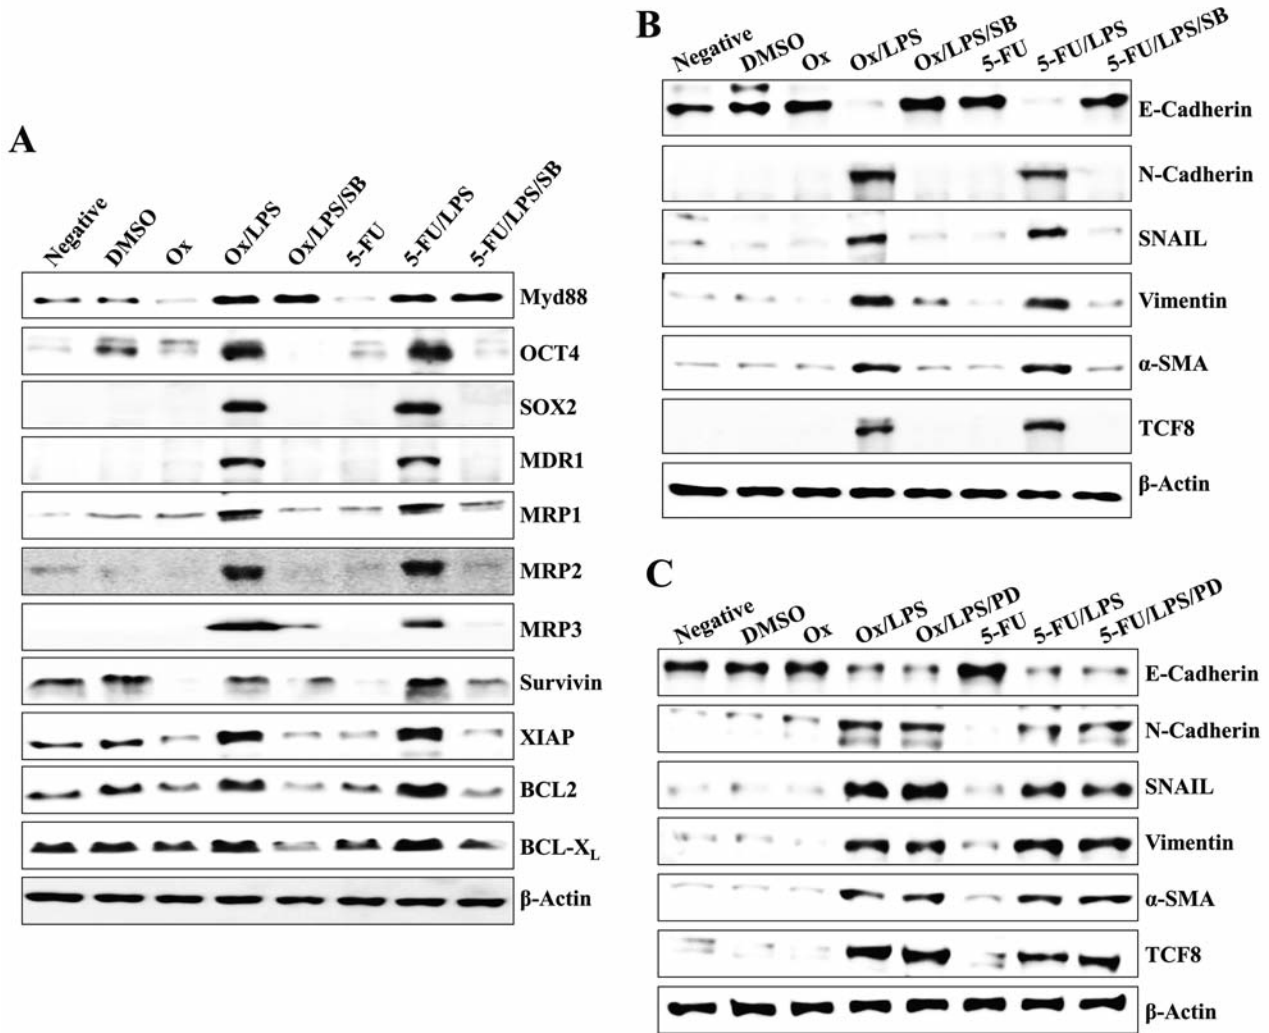 A
Negative
DMSO
Ox
Ox/LPS
Ox/LPS/SB
5-FU
5-FU/LPS
5-FU/LPS/SB
Myd88
OCT4
SOX2
MDR1
MRP1
MRP2
MRP3
Survivin
XIAP
BCL2
BCL-XL
β-Actin
B
Negative
DMSO
Ox
Ox/LPS
Ox/LPS/SB
5-FU
5-FU/LPS
5-FU/LPS/SB
E-Cadherin
N-Cadherin
SNAIL
Vimentin
α-SMA
TCF8
β-Actin
C
Negative
DMSO
Ox
Ox/LPS
Ox/LPS/PD
5-FU
5-FU/LPS
5-FU/LPS/PD
E-Cadherin
N-Cadherin
SNAIL
Vimentin
α-SMA
TCF8
β-Actin